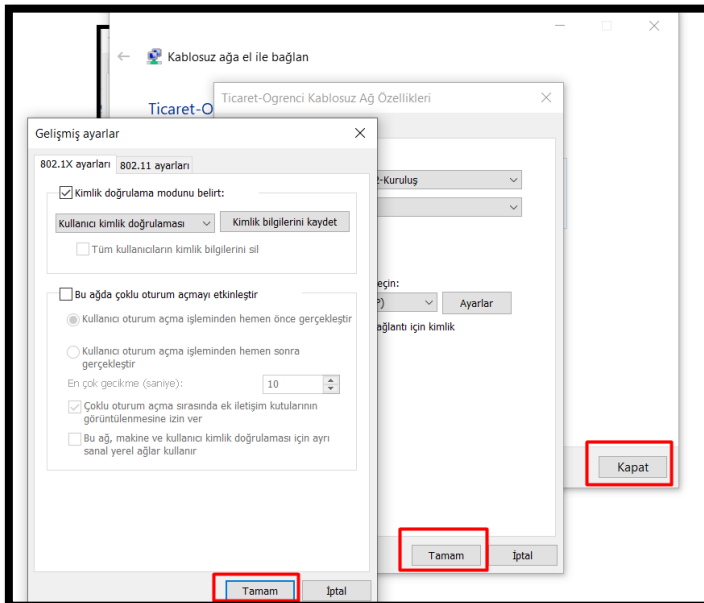 Kablosuz ağa el ile bağlan
Ticaret-O
Ticaret-Ogrenci Kablosuz Ağ Özellikleri
2-Kuruluş
eçin:
P)
Ayarlar
ağlantı için kimlik
Kapat
Tamam
İptal
Gelişmiş ayarlar
802.1X ayarları
802.11 ayarları
Kimlik doğrulama modunu belirt:
Kullanıcı kimlik doğrulaması
Kimlik bilgilerini kaydet
Tüm kullanıcıların kimlik bilgilerini sil
Bu ağda çoklu oturum açmayı etkinleştir
Kullanıcı oturum açma işleminden hemen önce gerçekleştir
Kullanıcı oturum açma işleminden hemen sonra
gerçekleştir
En çok gecikme (saniye):
10
Çoklu oturum açma sırasında ek iletişim kutularının
görüntülenmesine izin ver
Bu ağ, makine ve kullanıcı kimlik doğrulaması için ayrı
sanal yerel ağlar kullanır
Tamam
İptal